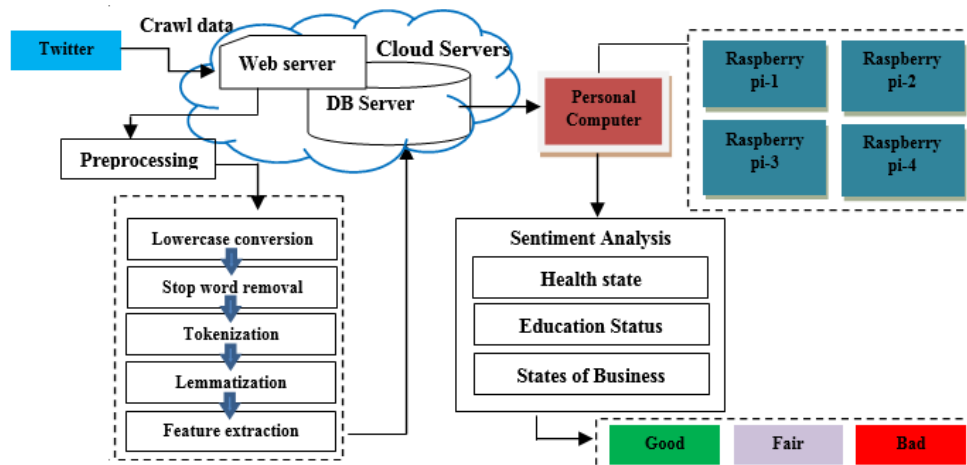 Crawl data
Twitter
Web server
Cloud Servers
DB Server
Personal
Computer
Raspberry
pi-1
Raspberry
pi-2
Raspberry
pi-3
Raspberry
pi-4
Preprocessing
Lowercase conversion
Stop word removal
Tokenization
Lemmatization
Feature extraction
Sentiment Analysis
Health state
Education Status
States of Business
Good
Fair
Bad